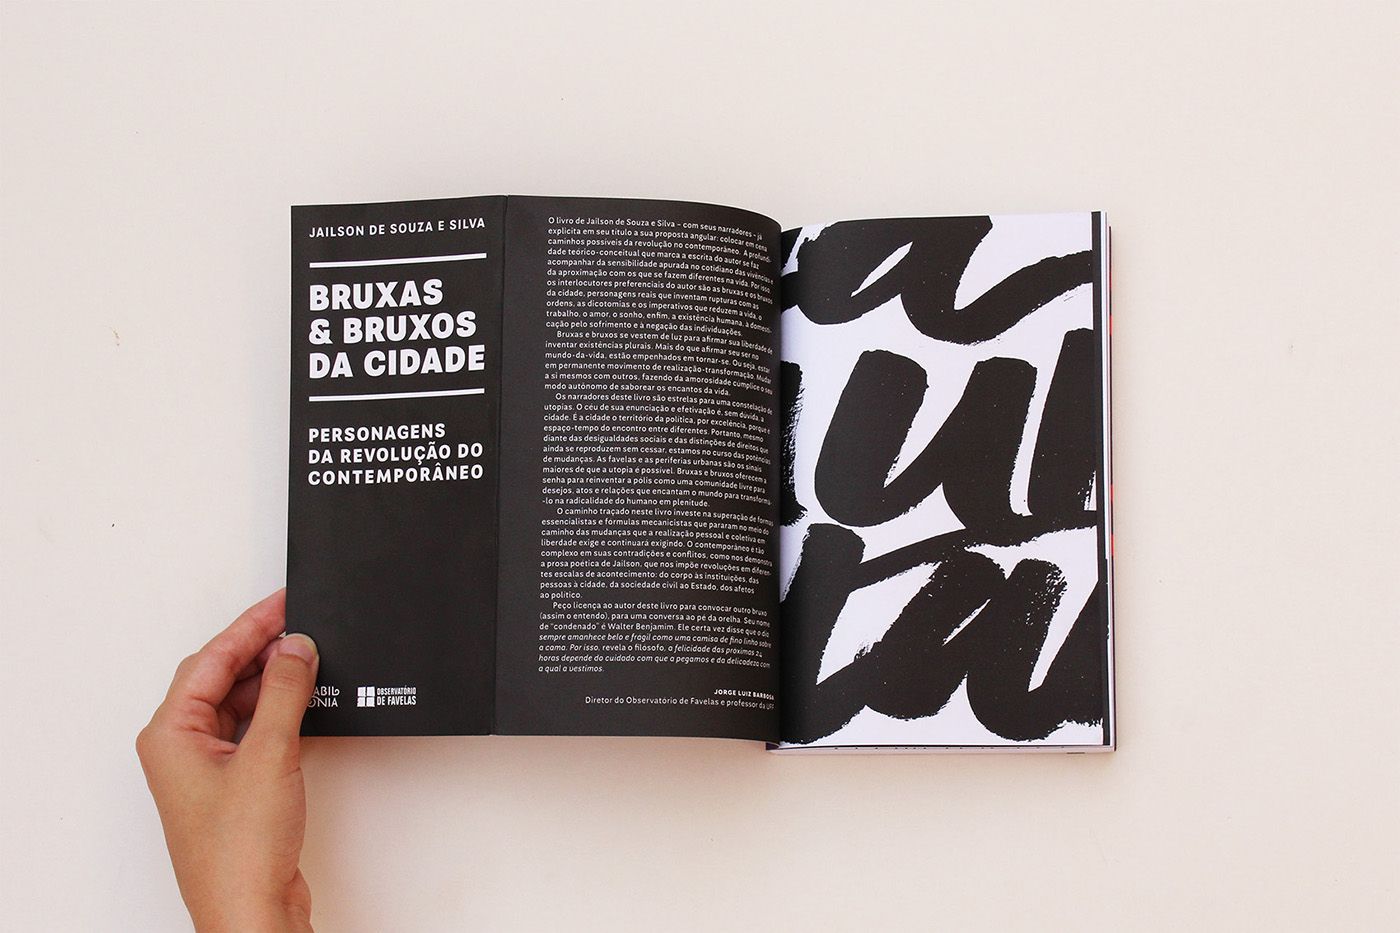 JAILSON DE SOUZA E SILVA
BRUXAS
& BRUXOS
DA CIDADE
PERSONAGENS
DA REVOLUÇÃO DO
CONTEMPORÂNEO
OBSERVATÓRIO
DE FAVELAS
O livro de Jailson de Souza e Silva – com seus narradores – já
explicita em seu título a sua proposta angular: colocar em cena
caminhos possíveis da revolução no contemporâneo. A profundi-
dade teórico-conceitual que marca a escrita do autor se faz
acompanhar da sensibilidade apurada no cotidiano das vivências e
da aproximação com os que se fazem diferentes na vida. Por isso
os interlocutores preferenciais do autor são as bruxas e os bruxos
da cidade, personagens reais que inventam rupturas com as
ordens, as dicotomias e os imperativos que reduzem a vida, o
trabalho, o amor, o sonho, enfim, a existência humana, à domesti-
cação pelo sofrimento e à negação das individuações.
Bruxas e bruxos se vestem de luz para afirmar sua liberdade de
inventar existências plurais. Mais do que afirmar seu ser no
mundo-da-vida, estão empenhados em tornar-se. Ou seja, estar
em permanente movimento de realização-transformação. Mudar
a si mesmos com outros, fazendo da amorosidade cúmplice o seu
modo autônomo de saborear os encantos da vida.
Os narradores deste livro são estrelas para uma constelação de
utopias. O céu de sua enunciação e efetivação é, sem dúvida, a
cidade. E a cidade o território da política, por excelência, porque é
espaço-tempo do encontro entre diferentes. Portanto, mesmo
diante das desigualdades sociais e das distinções de direitos que
ainda se reproduzem sem cessar, estamos no curso das potências
de mudanças. As favelas e as periferias urbanas são os sinais
maiores de que a utopia é possível. Bruxas e bruxos oferecem a
senha para reinventar a pólis como uma comunidade livre para
desejos, atos e relações que encantam o mundo para transformá-
-lo na radicalidade do humano em plenitude.
O caminho traçado neste livro investe na superação de formas
essencialistas e fórmulas mecanicistas que pararam no meio do
caminho das mudanças que a realização pessoal e coletiva em
liberdade exige e continuará exigindo. O contemporâneo é tão
complexo em suas contradições e conflitos, como nos demonstra
a prosa poética de Jailson, que nos impõe revoluções em diferen-
tes escalas de acontecimento: do corpo às instituições, das
pessoas à cidade, da sociedade civil ao Estado, dos afetos
ao político.
Peço licença ao autor deste livro para convocar outro bruxo
(assim o entendo), para uma conversa ao pé da orelha. Seu nome
de "condenado" é Walter Benjamim. Ele certa vez disse que o dia
sempre amanhece belo e frágil como uma camisa de fino linho sobre
a cama. Por isso, revela o filósofo, a felicidade das próximas 24
horas depende do cuidado com que a pegamos e da delicadeza com
a qual a vestimos.
JORGE LUIZ BARBOSA
Diretor do Observatório de Favelas e professor da UFF